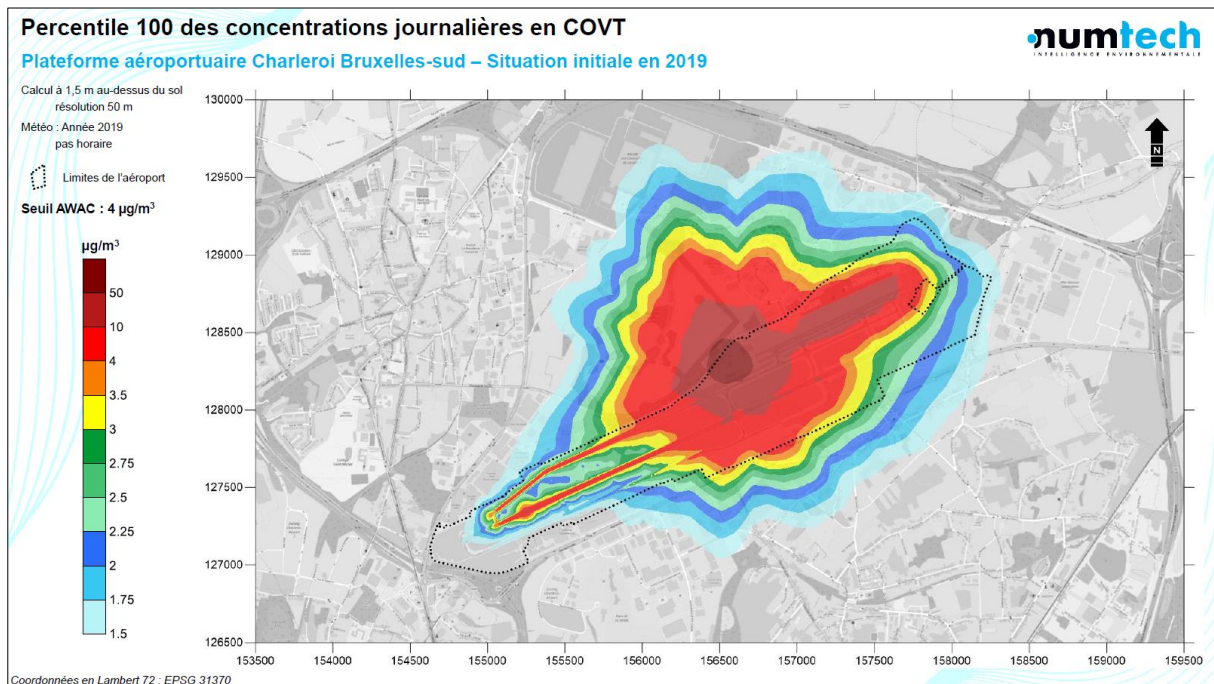 Percentile 100 des concentrations journalières en COVT
Plateforme aéroportuaire Charleroi Bruxelles-sud – Situation initiale en 2019
numtech
INTELLIGENCE ENVIRONNEMENTALE
Calcul à 1,5 m au-dessus du sol
résolution 50 m
Météo : Année 2019
pas horaire
Limites de l'aéroport
Seuil AWAC : 4 µg/m³
µg/m³
50
10
4
3.5
3
2.75
2.5
2.25
2
1.75
1.5
130000
129500
129000
128500
128000
127500
127000
126500
153500 154000 154500 155000 155500 156000 156500 157000 157500 158000 158500 159000 159500
N
Coordonnées en Lambert 72 : EPSG 31370